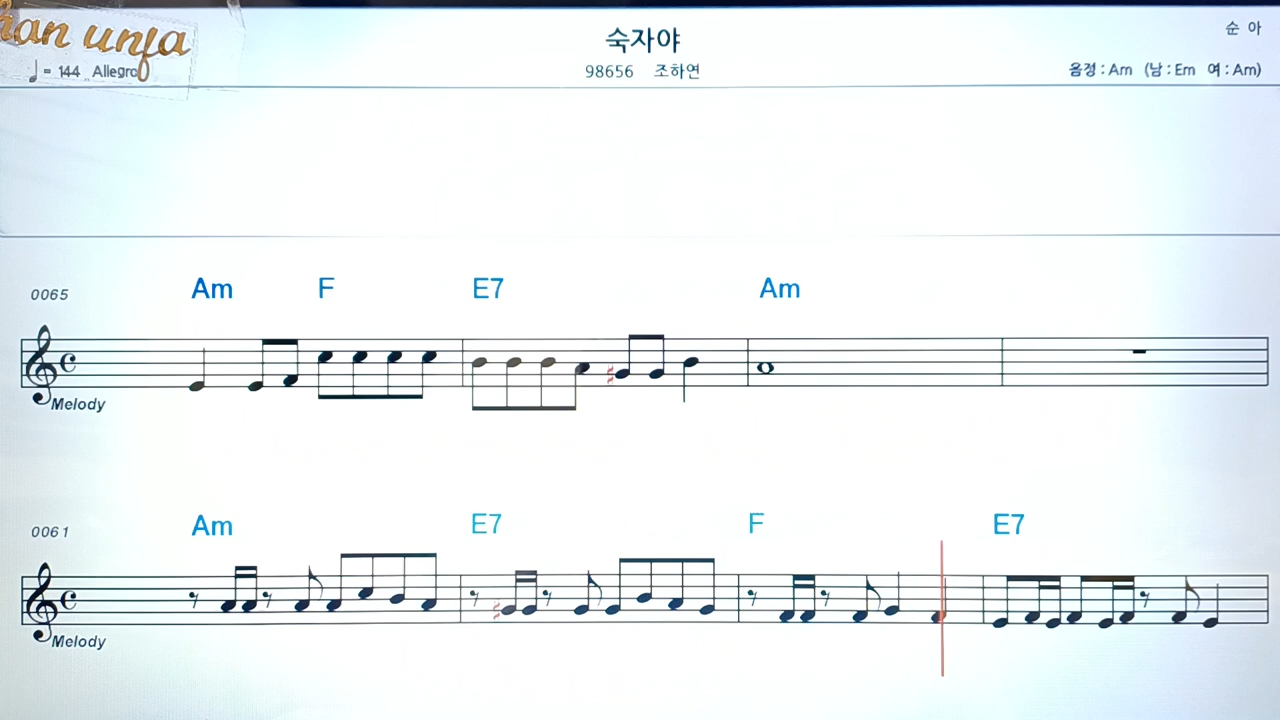 han unja
숙자야
순 아
♩ = 144 Allegro
98656 조하연
음정 : Am (남 : Em 여 : Am)
0065
Am F E7 Am
Melody
0061
Am E7 F E7
Melody